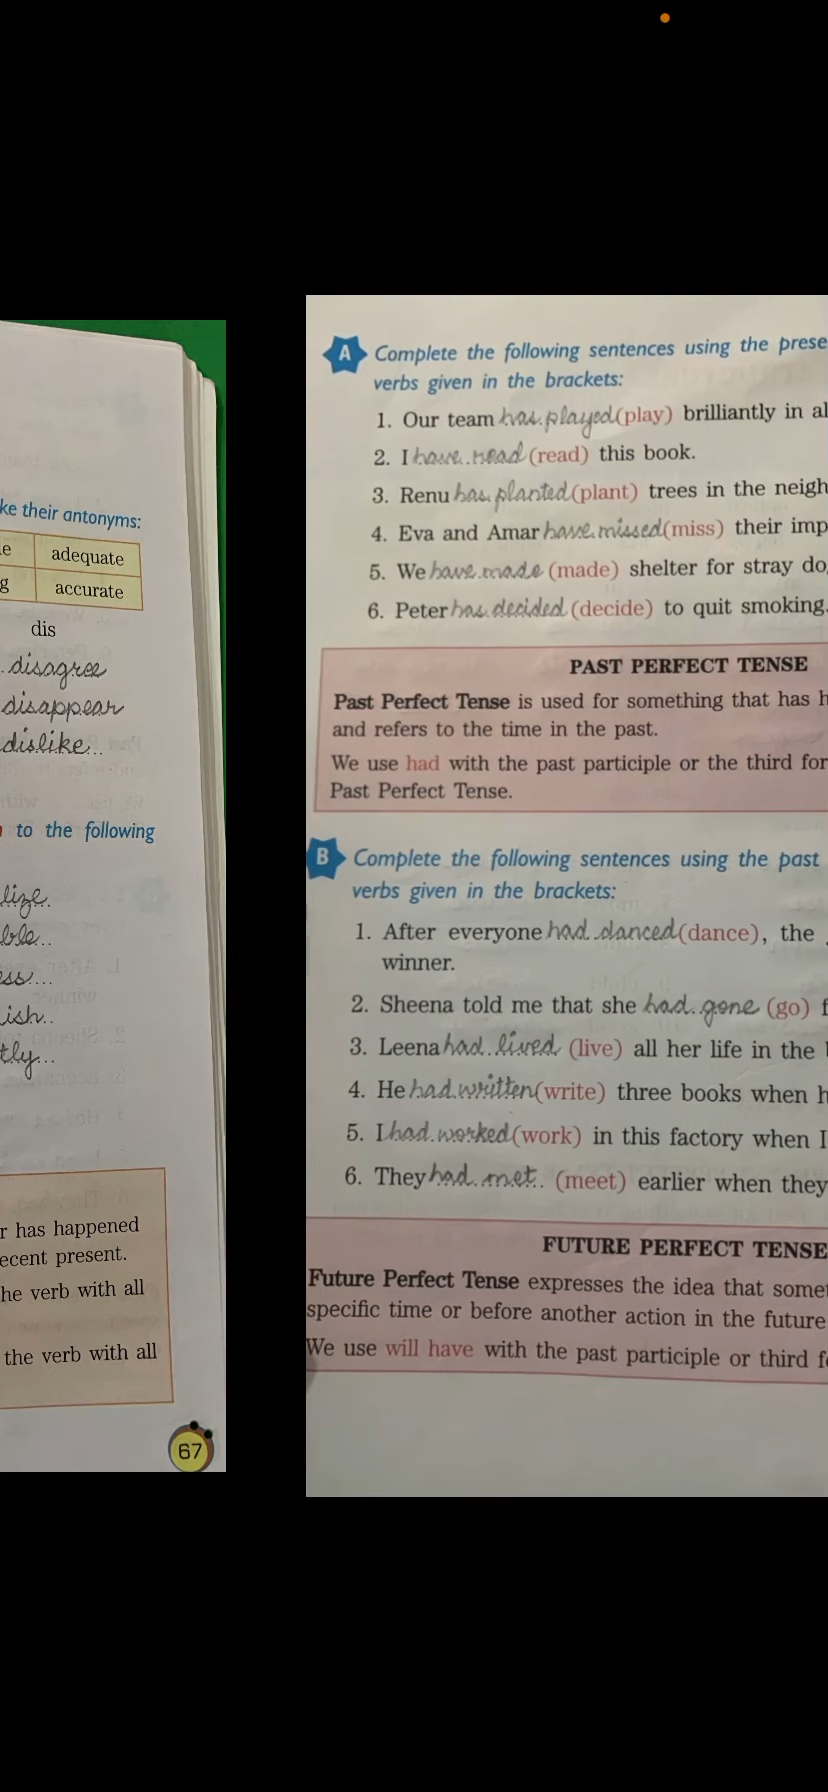 ke their antonyms:
e adequate
g accurate
dis
disagree
disappear
dislike...
to the following
lize.
ble..
ess...
ish..
tly...
r has happened
ecent present.
he verb with all
the verb with all
67
A Complete the following sentences using the prese
verbs given in the brackets:
1. Our team has played (play) brilliantly in al
2. I have read (read) this book.
3. Renu has planted (plant) trees in the neigh
4. Eva and Amar have missed (miss) their imp
5. We have made (made) shelter for stray do
6. Peter has decided (decide) to quit smoking.
PAST PERFECT TENSE
Past Perfect Tense is used for something that has h
and refers to the time in the past.
We use had with the past participle or the third for
Past Perfect Tense.
B Complete the following sentences using the past
verbs given in the brackets:
1. After everyone had danced (dance), the
winner.
2. Sheena told me that she had gone (go) f
3. Leena had lived (live) all her life in the
4. He had written (write) three books when h
5. I had worked (work) in this factory when I
6. They had met.. (meet) earlier when they
FUTURE PERFECT TENSE
Future Perfect Tense expresses the idea that some
specific time or before another action in the future
We use will have with the past participle or third f